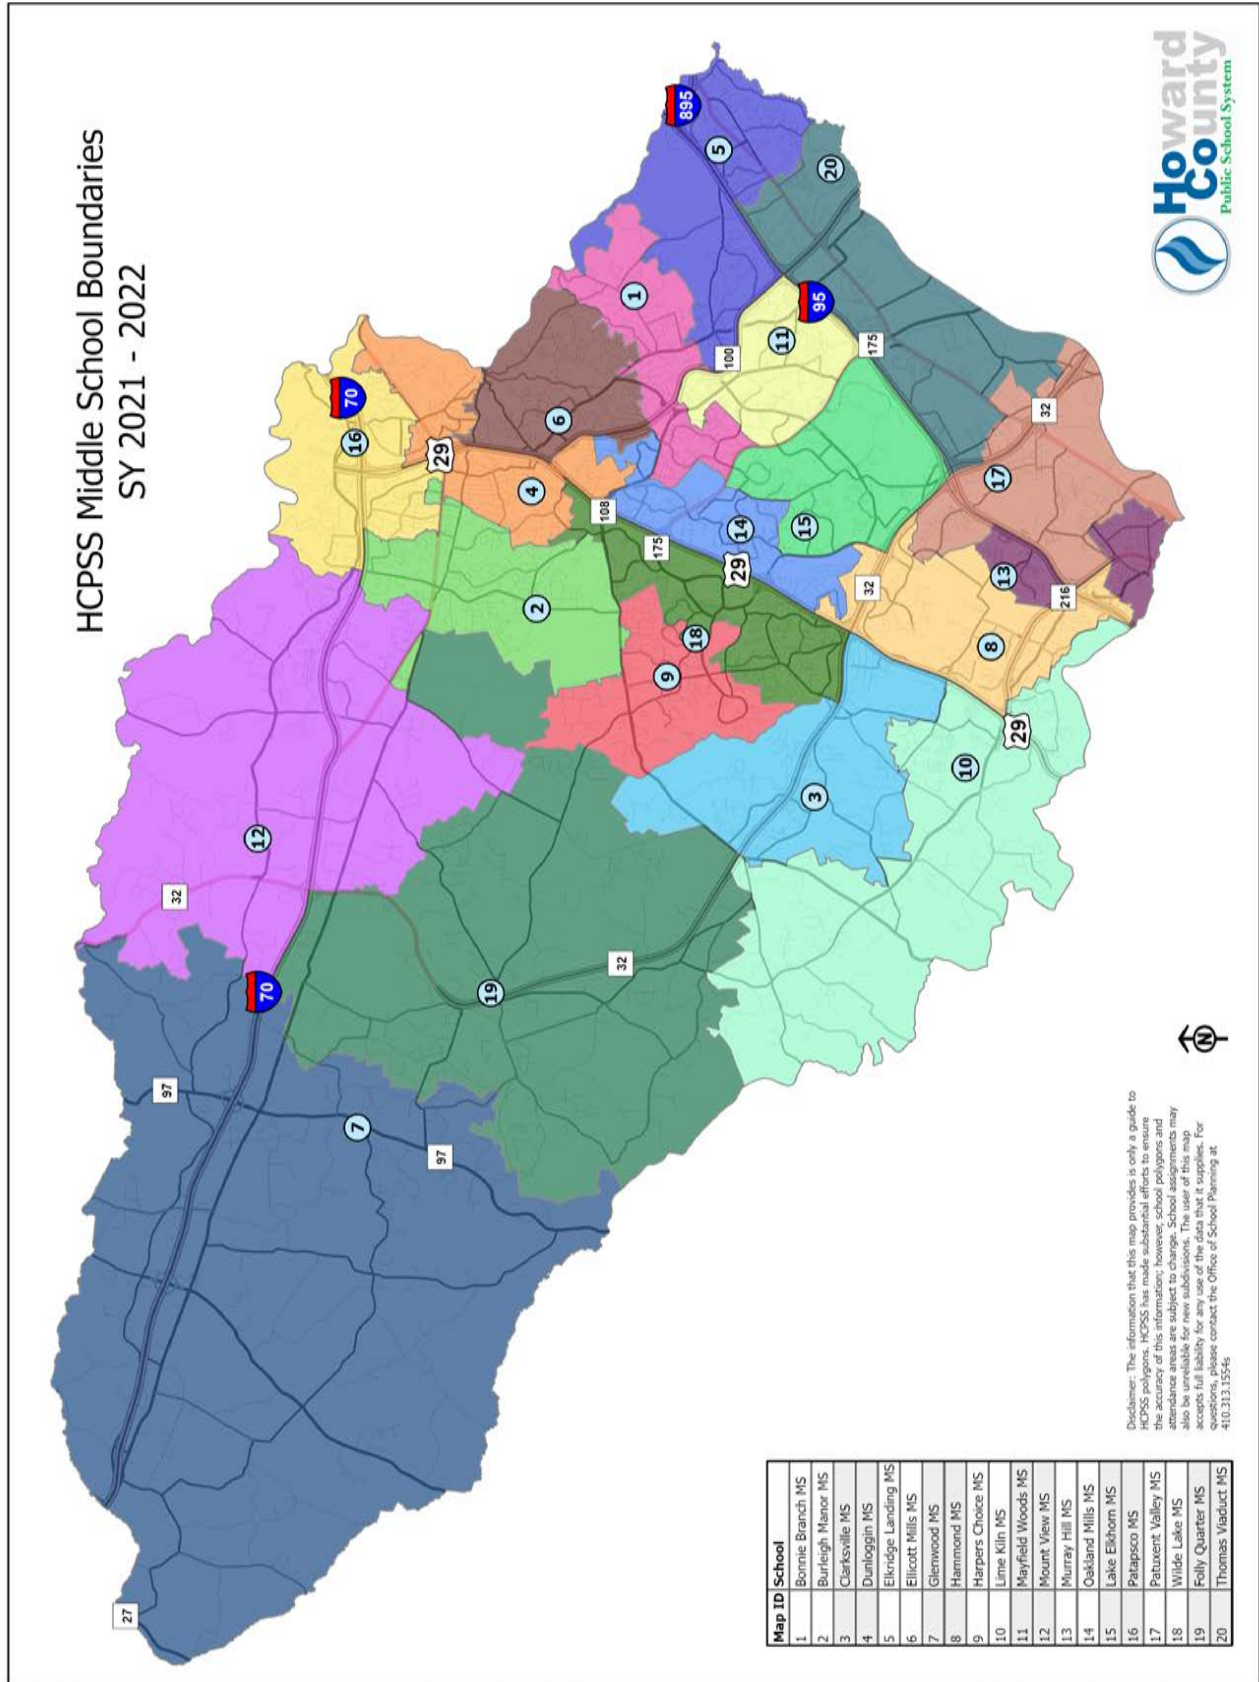 HCPSS Middle School Boundaries
SY 2021 - 2022
895
5
20
1
70
16
95
11
100
175
29
6
4
32
17
108
14
15
175
29
13
32
2
216
18
8
9
29
10
3
12
32
32
19
70
97
7
97
27
Howard
County
Public School System
N
Map ID School
1 Bonnie Branch MS
2 Burleigh Manor MS
3 Clarksville MS
4 Dunloggin MS
5 Elkridge Landing MS
6 Ellicott Mills MS
7 Glenwood MS
8 Hammond MS
9 Harpers Choice MS
10 Lime Kiln MS
11 Mayfield Woods MS
12 Mount View MS
13 Murray Hill MS
14 Oakland Mills MS
15 Lake Elkhorn MS
16 Patapsco MS
17 Patuxent Valley MS
18 Wilde Lake MS
19 Folly Quarter MS
20 Thomas Viaduct MS
Disclaimer: The information that this map provides is only a guide to
HCPSS polygons. HCPSS has made substantial efforts to ensure
the accuracy of this information; however, school polygons and
attendance areas are subject to change. School assignments may
also be unreliable for new subdivisions. The user of this map
accepts full liability for any use of the data that it supplies. For
questions, please contact the Office of School Planning at
410.313.1554s